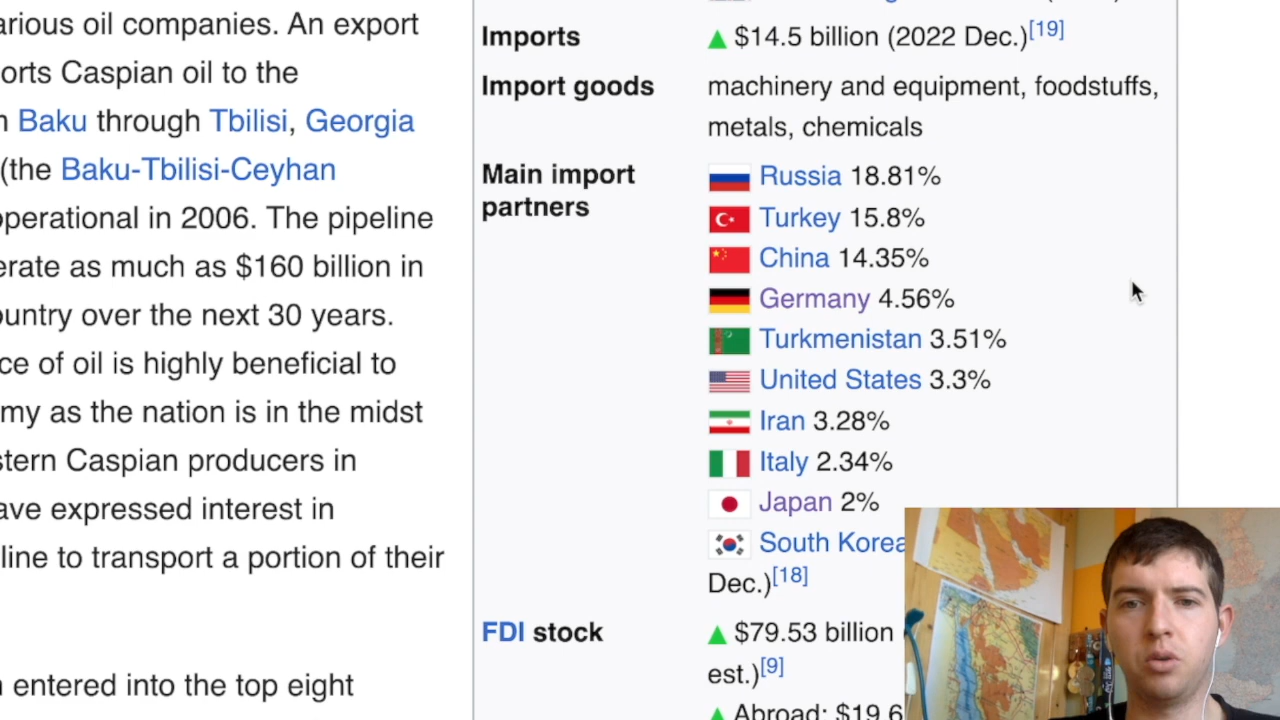 arious oil companies. An export
orts Caspian oil to the
Baku through Tbilisi, Georgia
(the Baku-Tbilisi-Ceyhan
operational in 2006. The pipeline
erate as much as $160 billion in
ountry over the next 30 years.
ce of oil is highly beneficial to
my as the nation is in the midst
stern Caspian producers in
ave expressed interest in
line to transport a portion of their
entered into the top eight
Imports ▲ $14.5 billion (2022 Dec.)[19]
Import goods machinery and equipment, foodstuffs,
metals, chemicals
Main import
partners
Russia 18.81%
Turkey 15.8%
China 14.35%
Germany 4.56%
Turkmenistan 3.51%
United States 3.3%
Iran 3.28%
Italy 2.34%
Japan 2%
South Korea
Dec.)[18]
FDI stock ▲ $79.53 billion
est.)[9]
▲ Abroad: $19.6